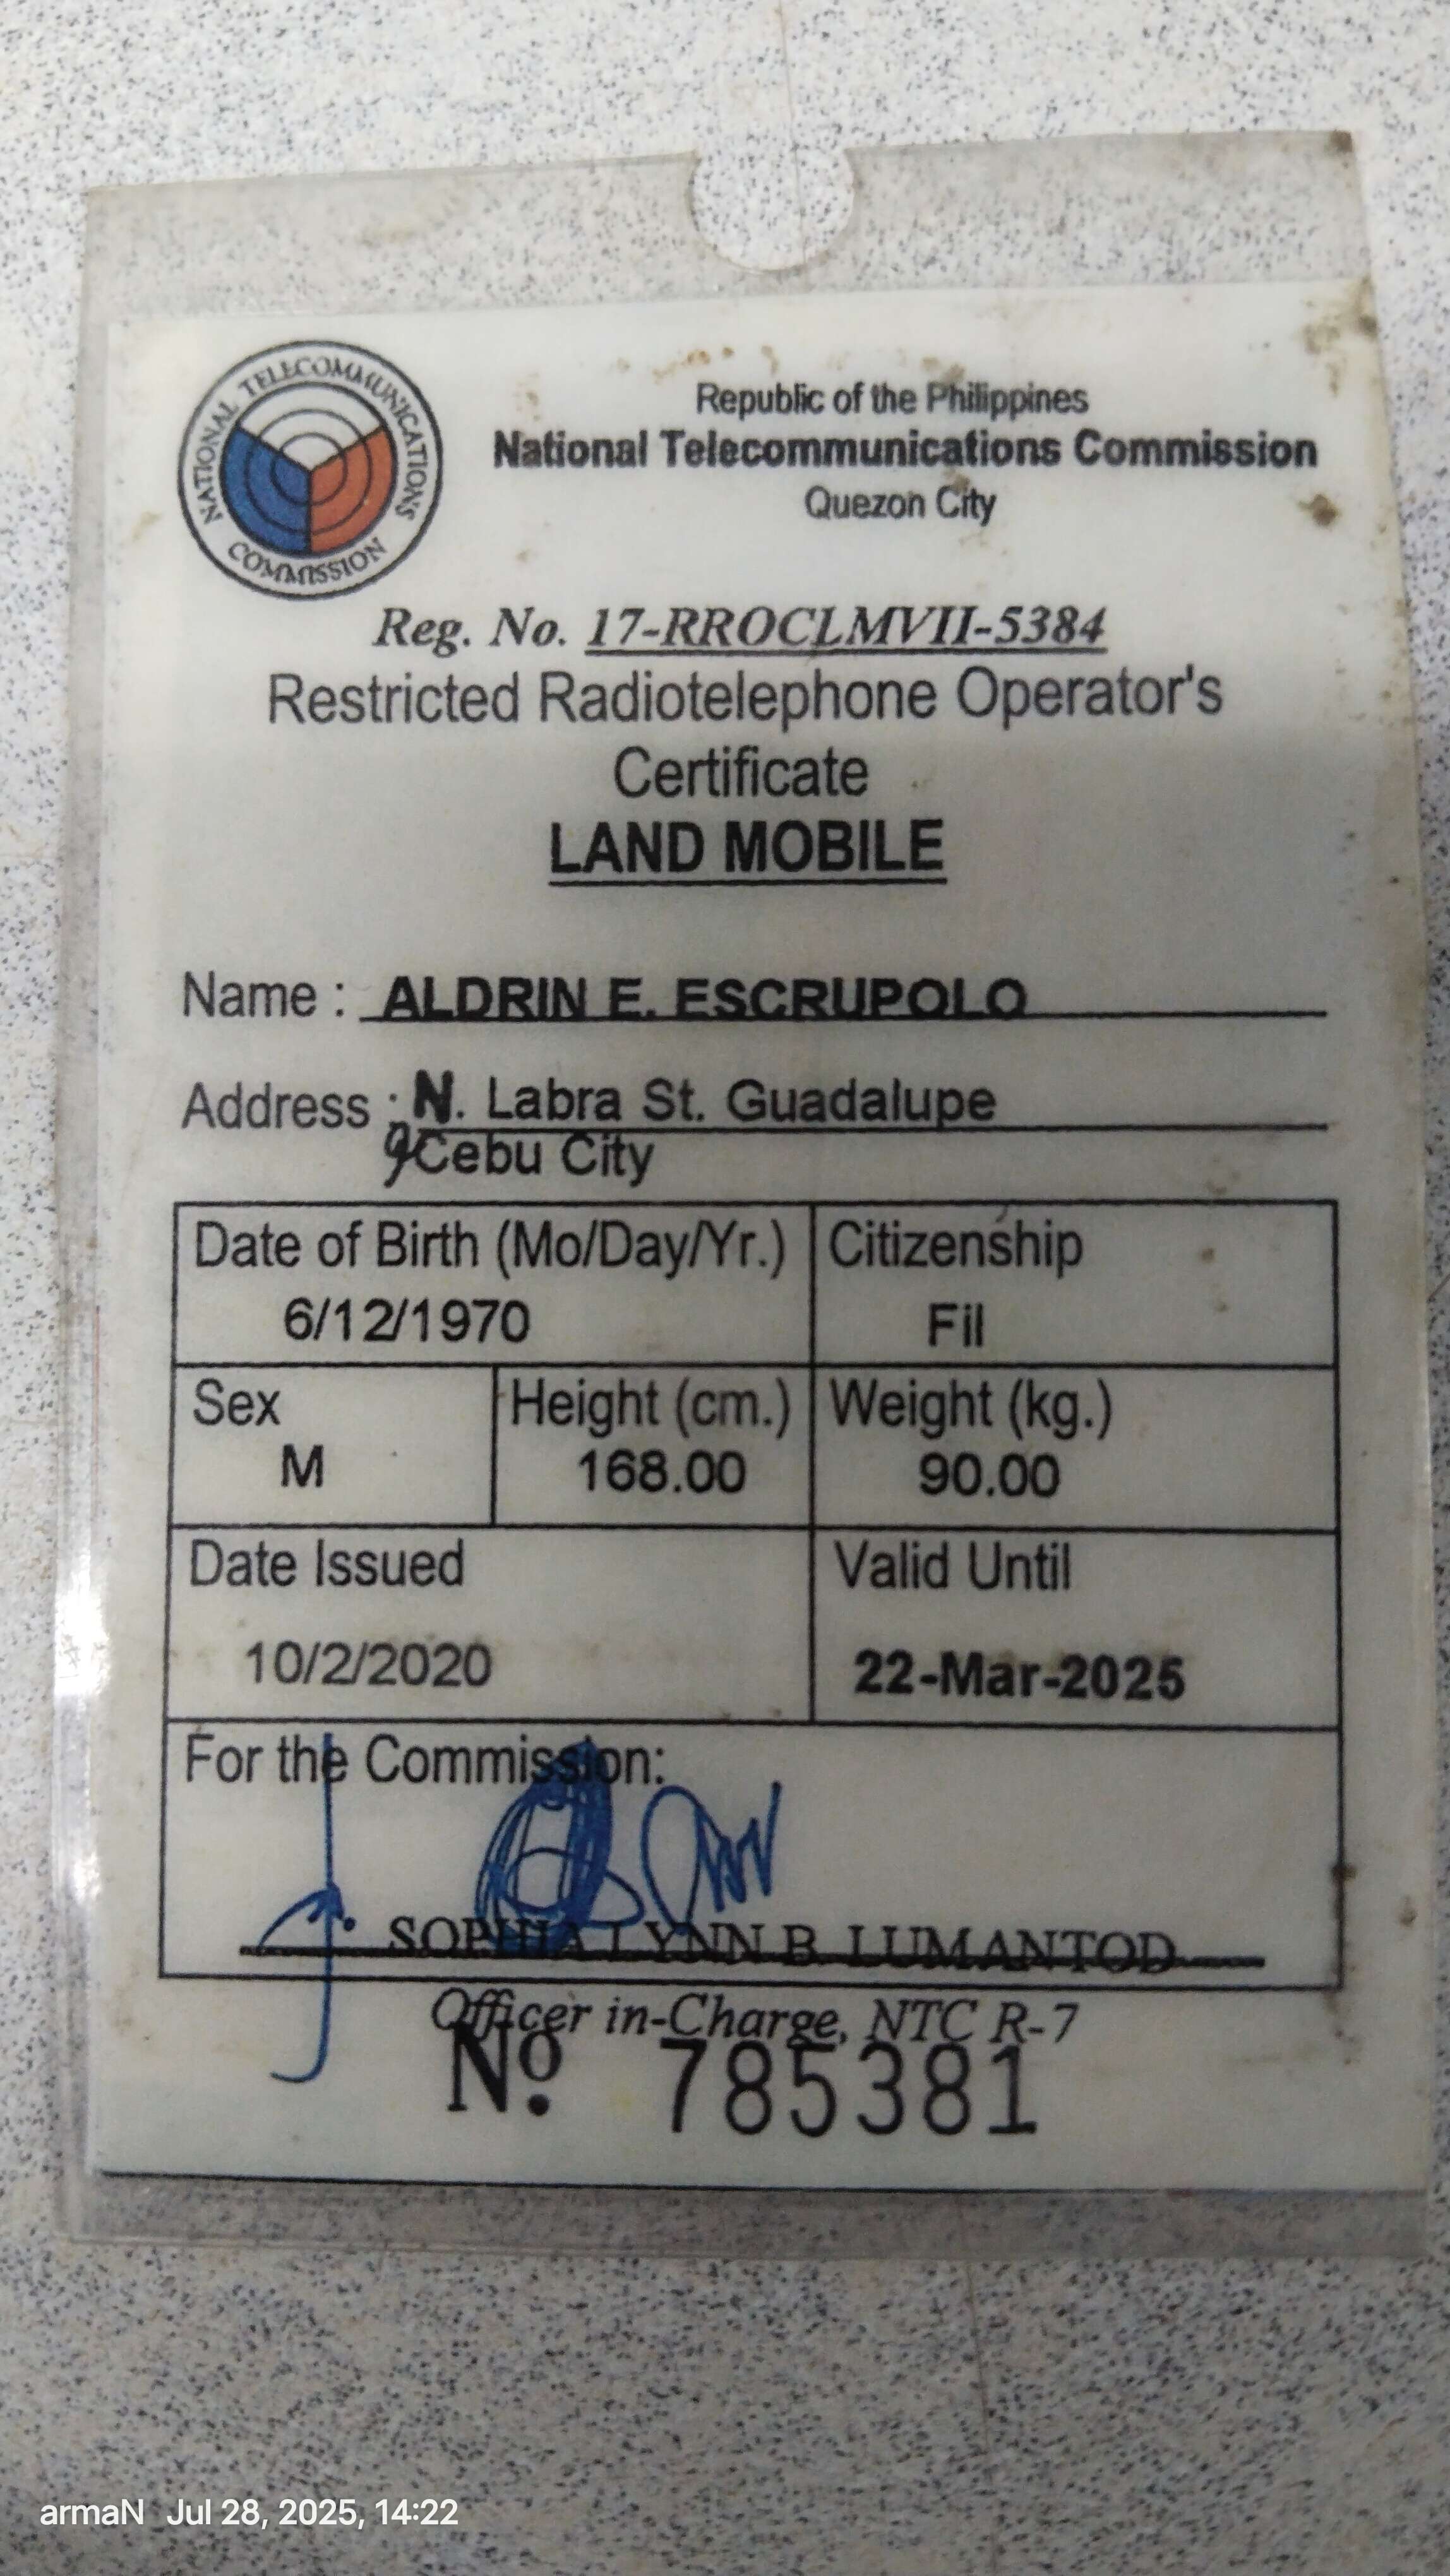 NATIONAL TELECOMMUNICATIONS
COMMISSION
Republic of the Philippines
National Telecommunications Commission
Quezon City
Reg. No. 17-RROCLMVII-5384
Restricted Radiotelephone Operator's
Certificate
LAND MOBILE
Name : ALDRIN E. ESCRUPOLO
Address : N. Labra St. Guadalupe
Cebu City
Date of Birth (Mo/Day/Yr.) Citizenship
6/12/1970 Fil
Sex Height (cm.) Weight (kg.)
M 168.00 90.00
Date Issued Valid Until
10/2/2020 22-Mar-2025
For the Commission:
SOPHIA LYNN B. LUMANTOD
Officer in-Charge, NTC R-7
Nº. 785381
armaN Jul 28, 2025, 14:22